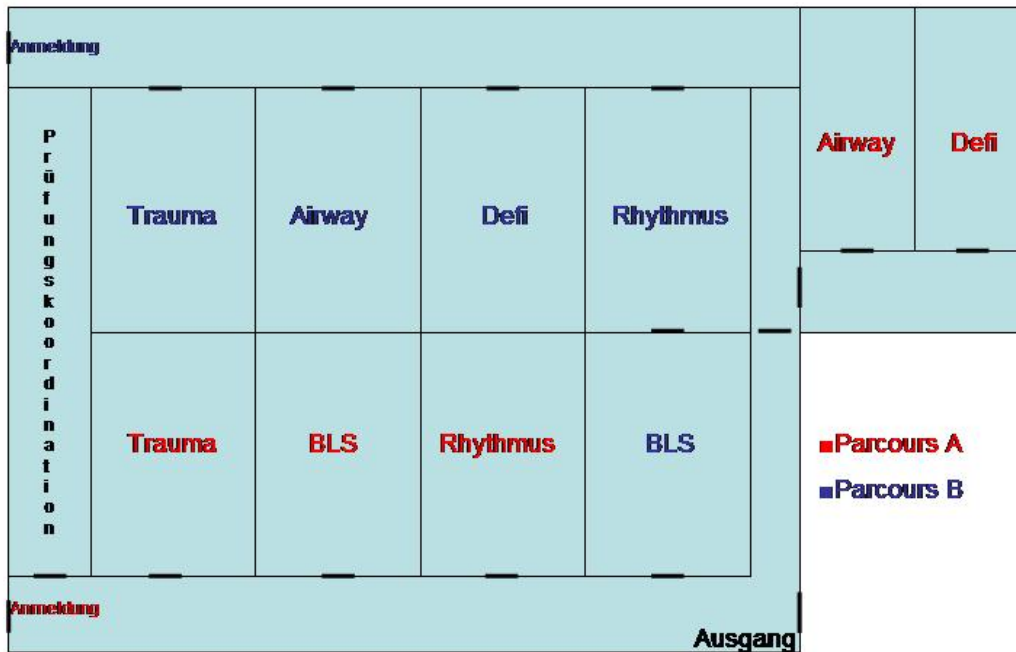 Anmeldung
Prüfungskoordination
Airway
Defi
Trauma
Airway
Defi
Rhythmus
Trauma
BLS
Rhythmus
BLS
Parcours A
Parcours B
Anmeldung
Ausgang